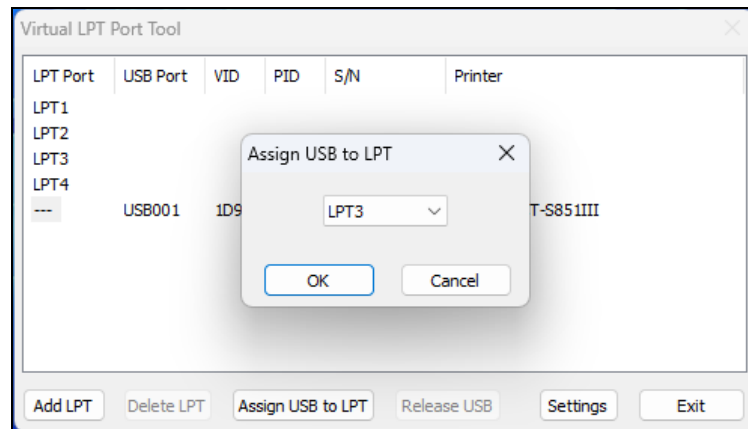 Virtual LPT Port Tool
LPT Port USB Port VID PID S/N Printer
LPT1
LPT2
LPT3
LPT4
--- USB001 1D9 T-S851III
Assign USB to LPT
LPT3
OK Cancel
Add LPT Delete LPT Assign USB to LPT Release USB Settings Exit